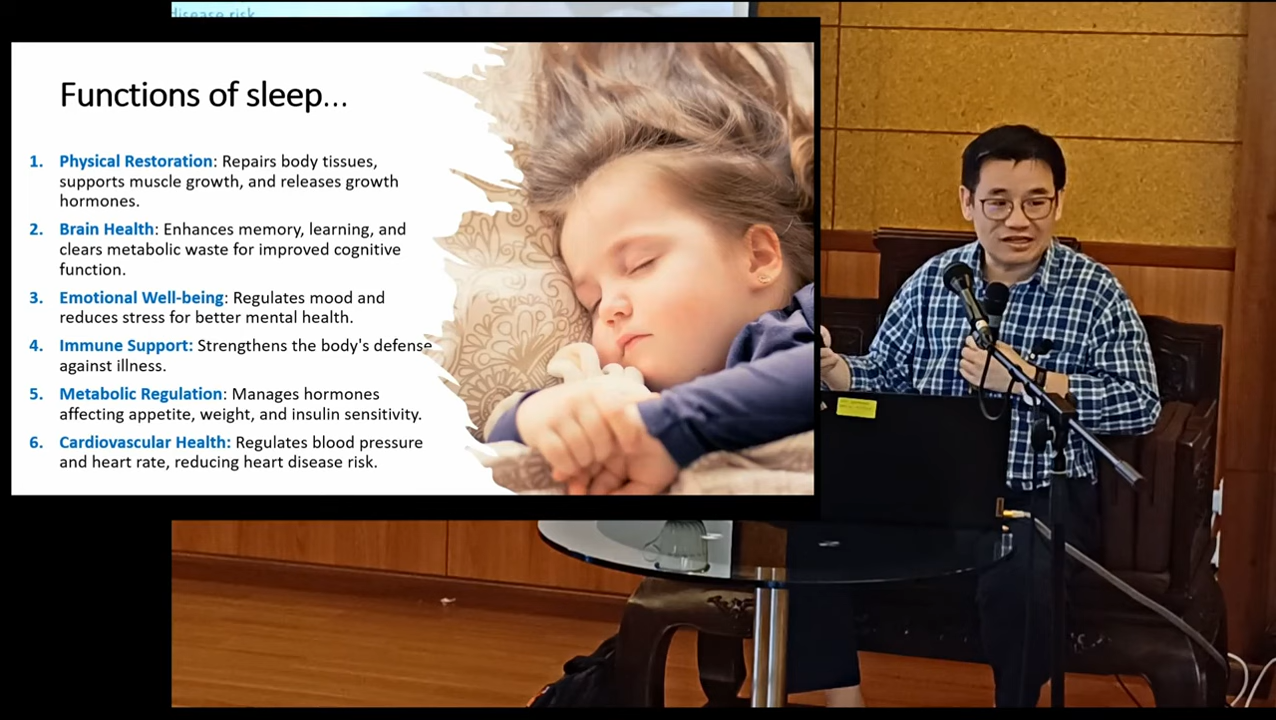 disease risk.
Functions of sleep...
1. Physical Restoration: Repairs body tissues,
supports muscle growth, and releases growth
hormones.
2. Brain Health: Enhances memory, learning, and
clears metabolic waste for improved cognitive
function.
3. Emotional Well-being: Regulates mood and
reduces stress for better mental health.
4. Immune Support: Strengthens the body's defense
against illness.
5. Metabolic Regulation: Manages hormones
affecting appetite, weight, and insulin sensitivity.
6. Cardiovascular Health: Regulates blood pressure
and heart rate, reducing heart disease risk.